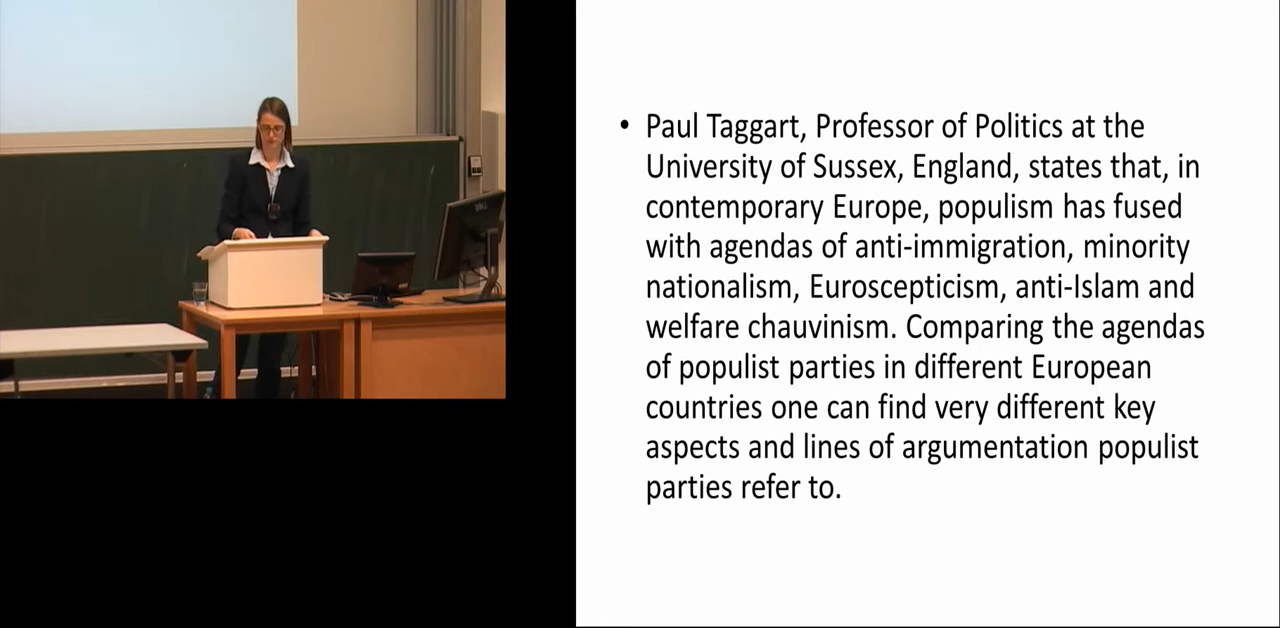 • Paul Taggart, Professor of Politics at the
University of Sussex, England, states that, in
contemporary Europe, populism has fused
with agendas of anti-immigration, minority
nationalism, Euroscepticism, anti-Islam and
welfare chauvinism. Comparing the agendas
of populist parties in different European
countries one can find very different key
aspects and lines of argumentation populist
parties refer to.
DELL